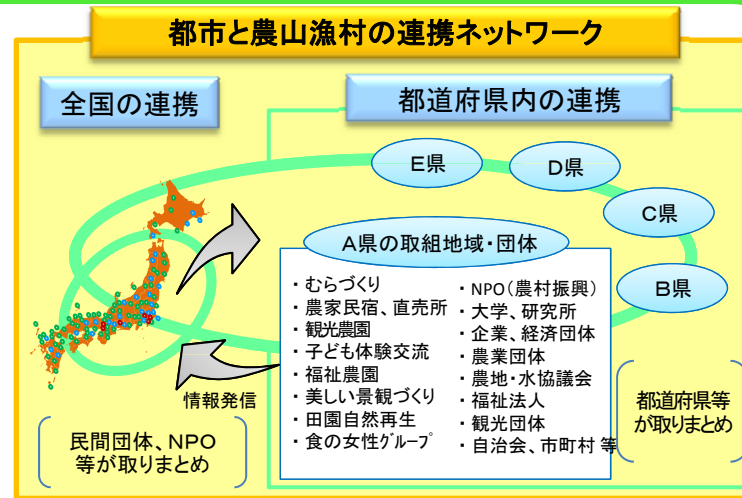 都市と農山漁村の連携ネットワーク
全国の連携
都道府県内の連携
E県
D県
C県
B県
A県の取組地域・団体
・むらづくり
・農家民宿、直売所
・観光農園
・子ども体験交流
・福祉農園
・美しい景観づくり
・田園自然再生
・食の女性グループ
・NPO(農村振興)
・大学、研究所
・企業、経済団体
・農業団体
・農地・水協議会
・福祉法人
・観光団体
・自治会、市町村 等
情報発信
民間団体、NPO
等が取りまとめ
都道府県等
が取りまとめ